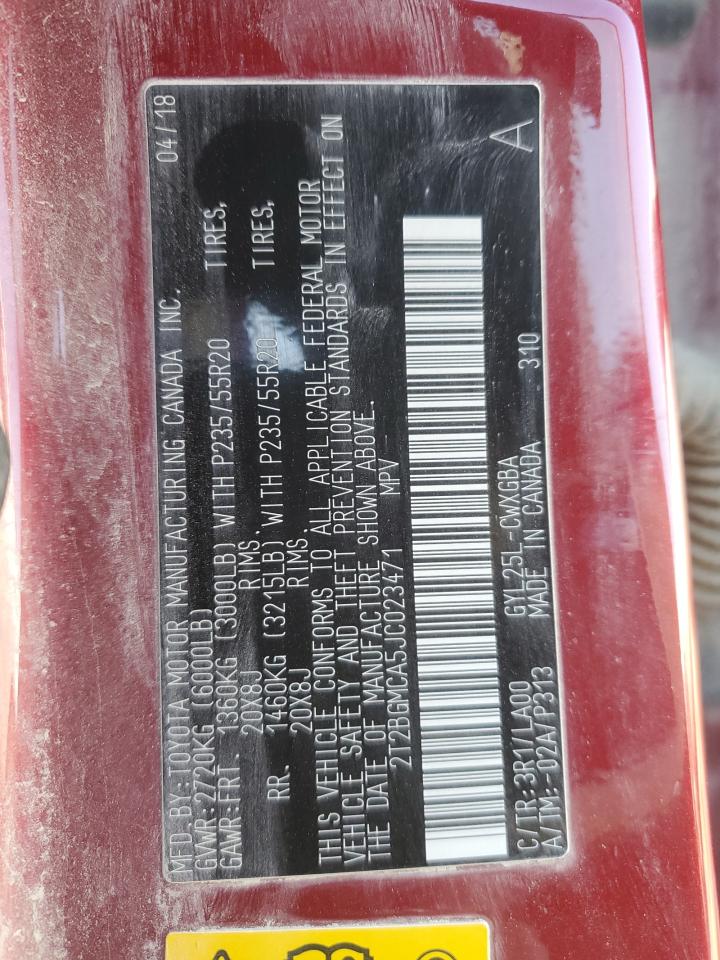 MFD.BY:TOYOTA MOTOR MANUFACTURING CANADA INC. 04/18
GVWR:2720KG (6000LB)
GAWR:FRT. 1360KG (3000LB) WITH P235/55R20 TIRES,
20X8J RIMS.
RR. 1460KG (3215LB) WITH P235/55R20 TIRES,
20X8J RIMS.
THIS VEHICLE CONFORMS TO ALL APPLICABLE FEDERAL MOTOR
VEHICLE SAFETY AND THEFT PREVENTION STANDARDS IN EFFECT ON
THE DATE OF MANUFACTURE SHOWN ABOVE.
2T2BGMCA5JC023471 MPV
C/TR:3R1/LA00 GYL25L-CWXGBA A
A/TM:-02A/P313 MADE IN CANADA 310